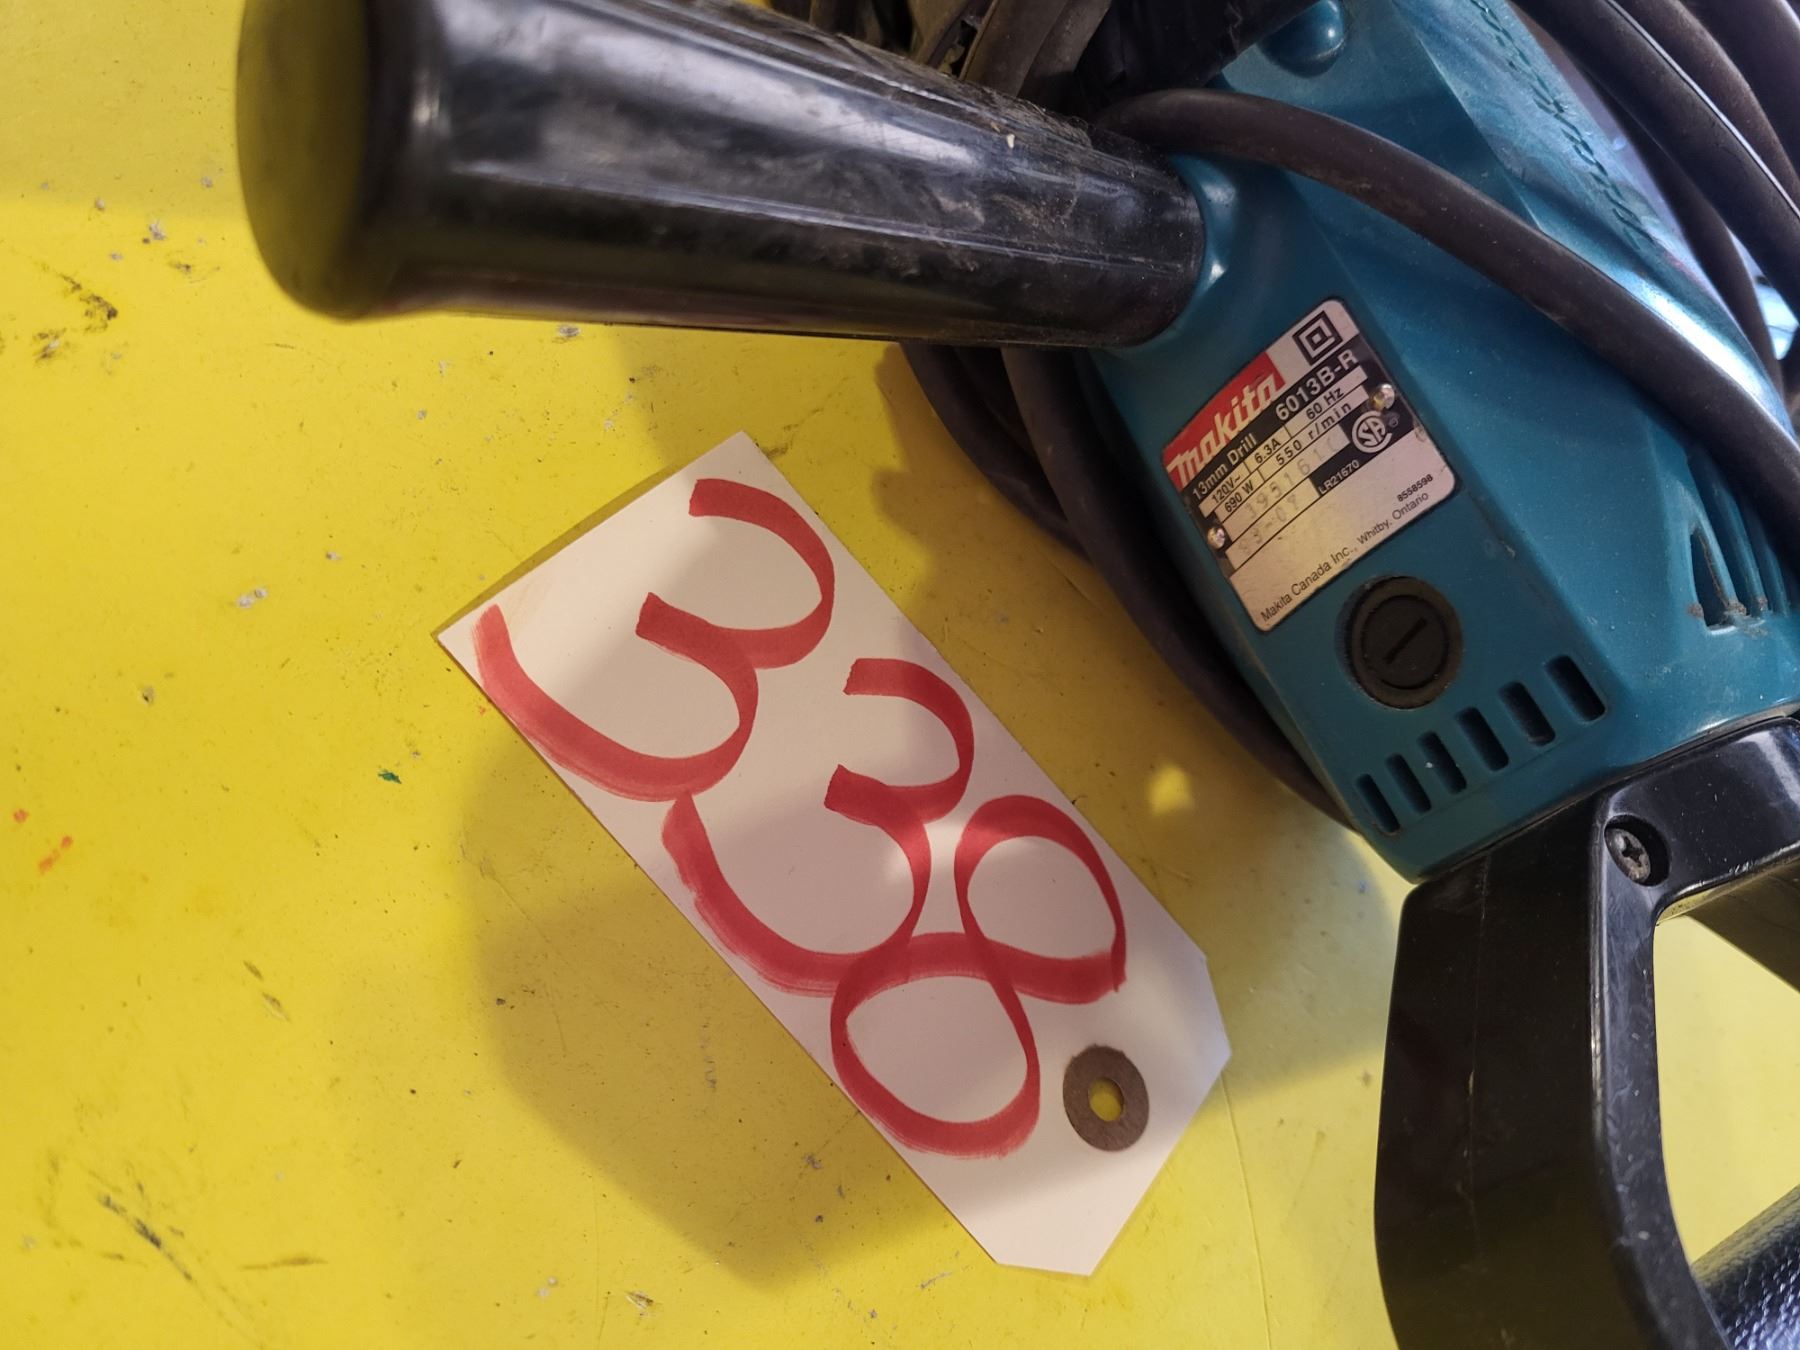 makita
13mm Drill 6013B-R
120V~ 6.3A 60 Hz
690 W 550 r/min
LR21670
8558598
Makita Canada Inc., Whitby, Ontario
338